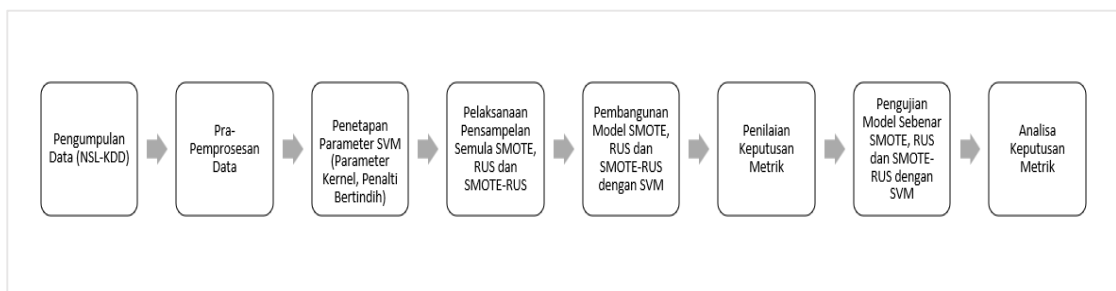 Pengumpulan
Data (NSL-KDD)
Pra-
Pemprosesan
Data
Penetapan
Parameter SVM
(Parameter
Kernel, Penalti
Bertindih)
Pelaksanaan
Pensampelan
Semula SMOTE,
RUS dan
SMOTE-RUS
Pembangunan
Model SMOTE,
RUS dan
SMOTE-RUS
dengan SVM
Penilaian
Keputusan
Metrik
Pengujian
Model Sebenar
SMOTE, RUS
dan SMOTE-
RUS dengan
SVM
Analisa
Keputusan
Metrik